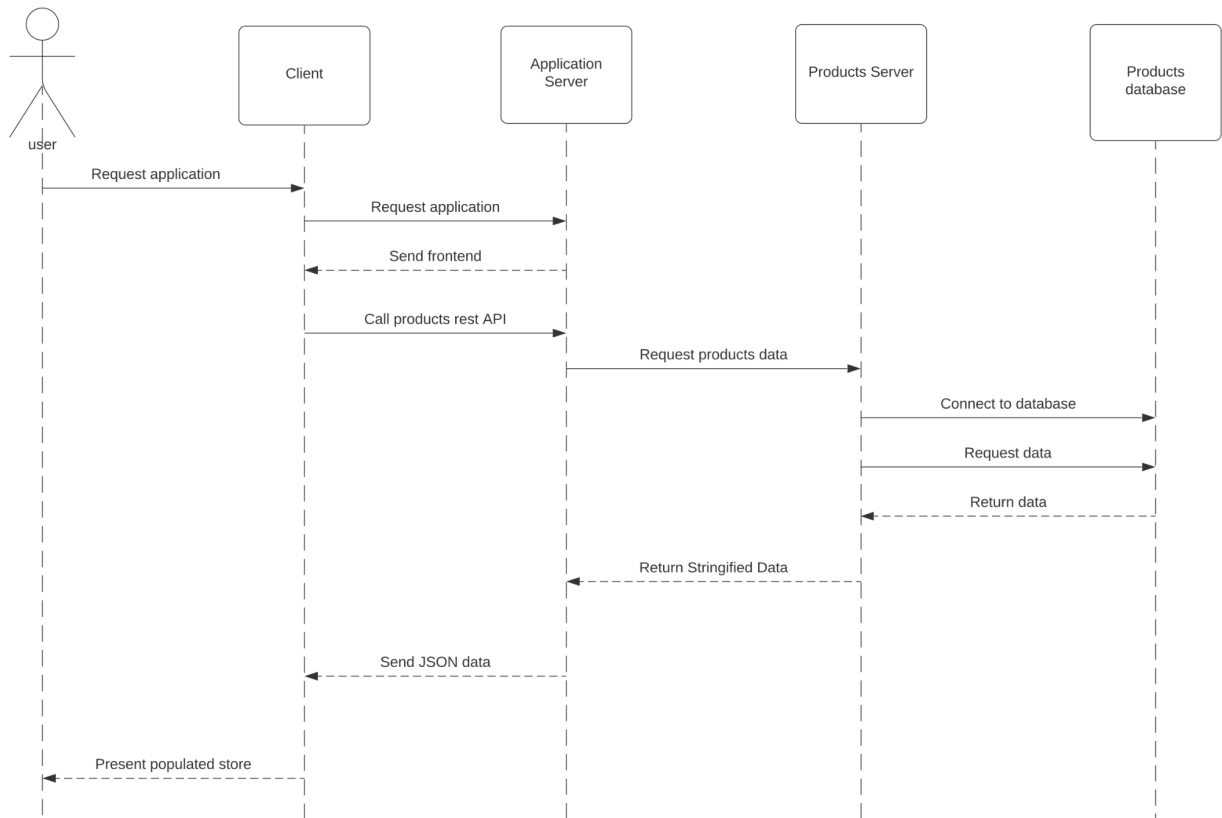 Client
Application
Server
Products Server
Products
database
user
Request application
Request application
Send frontend
Call products rest API
Request products data
Connect to database
Request data
Return data
Return Stringified Data
Send JSON data
Present populated store